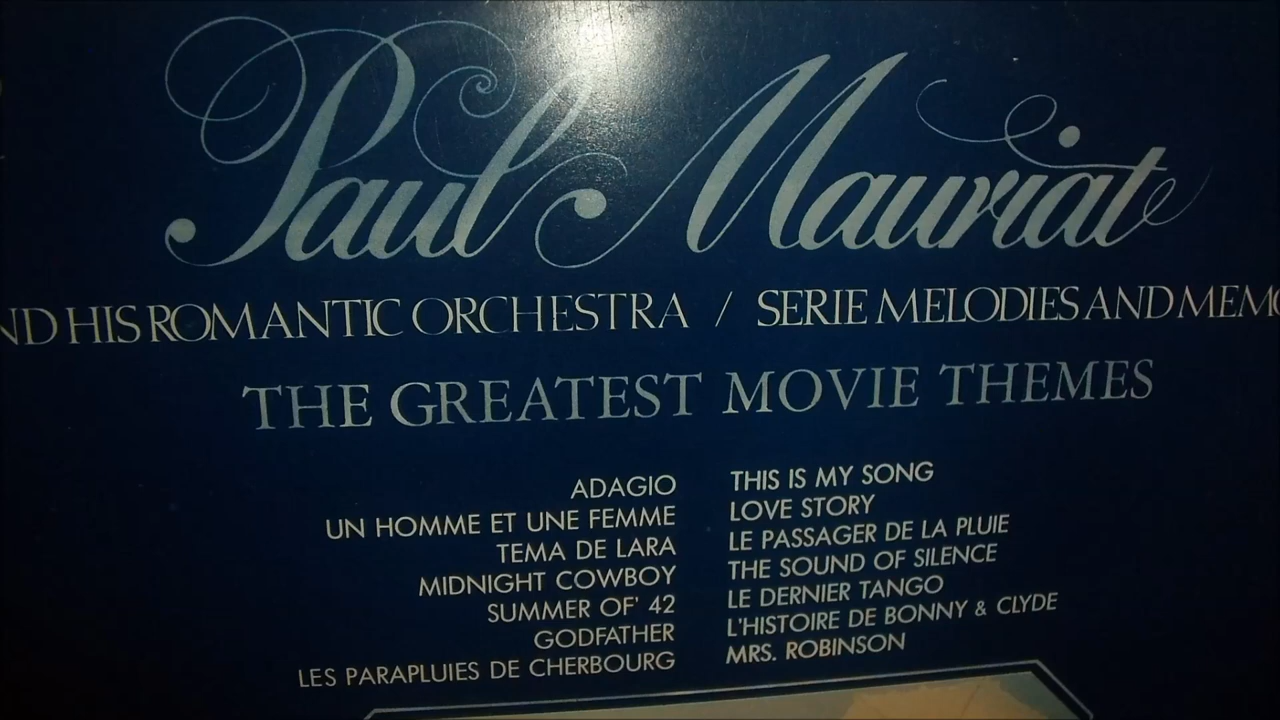 Paul Mauriat
ND HIS ROMANTIC ORCHESTRA / SERIE MELODIES AND MEMO
THE GREATEST MOVIE THEMES
ADAGIO
UN HOMME ET UNE FEMME
TEMA DE LARA
MIDNIGHT COWBOY
SUMMER OF' 42
GODFATHER
LES PARAPLUIES DE CHERBOURG
THIS IS MY SONG
LOVE STORY
LE PASSAGER DE LA PLUIE
THE SOUND OF SILENCE
LE DERNIER TANGO
L'HISTOIRE DE BONNY & CLYDE
MRS. ROBINSON